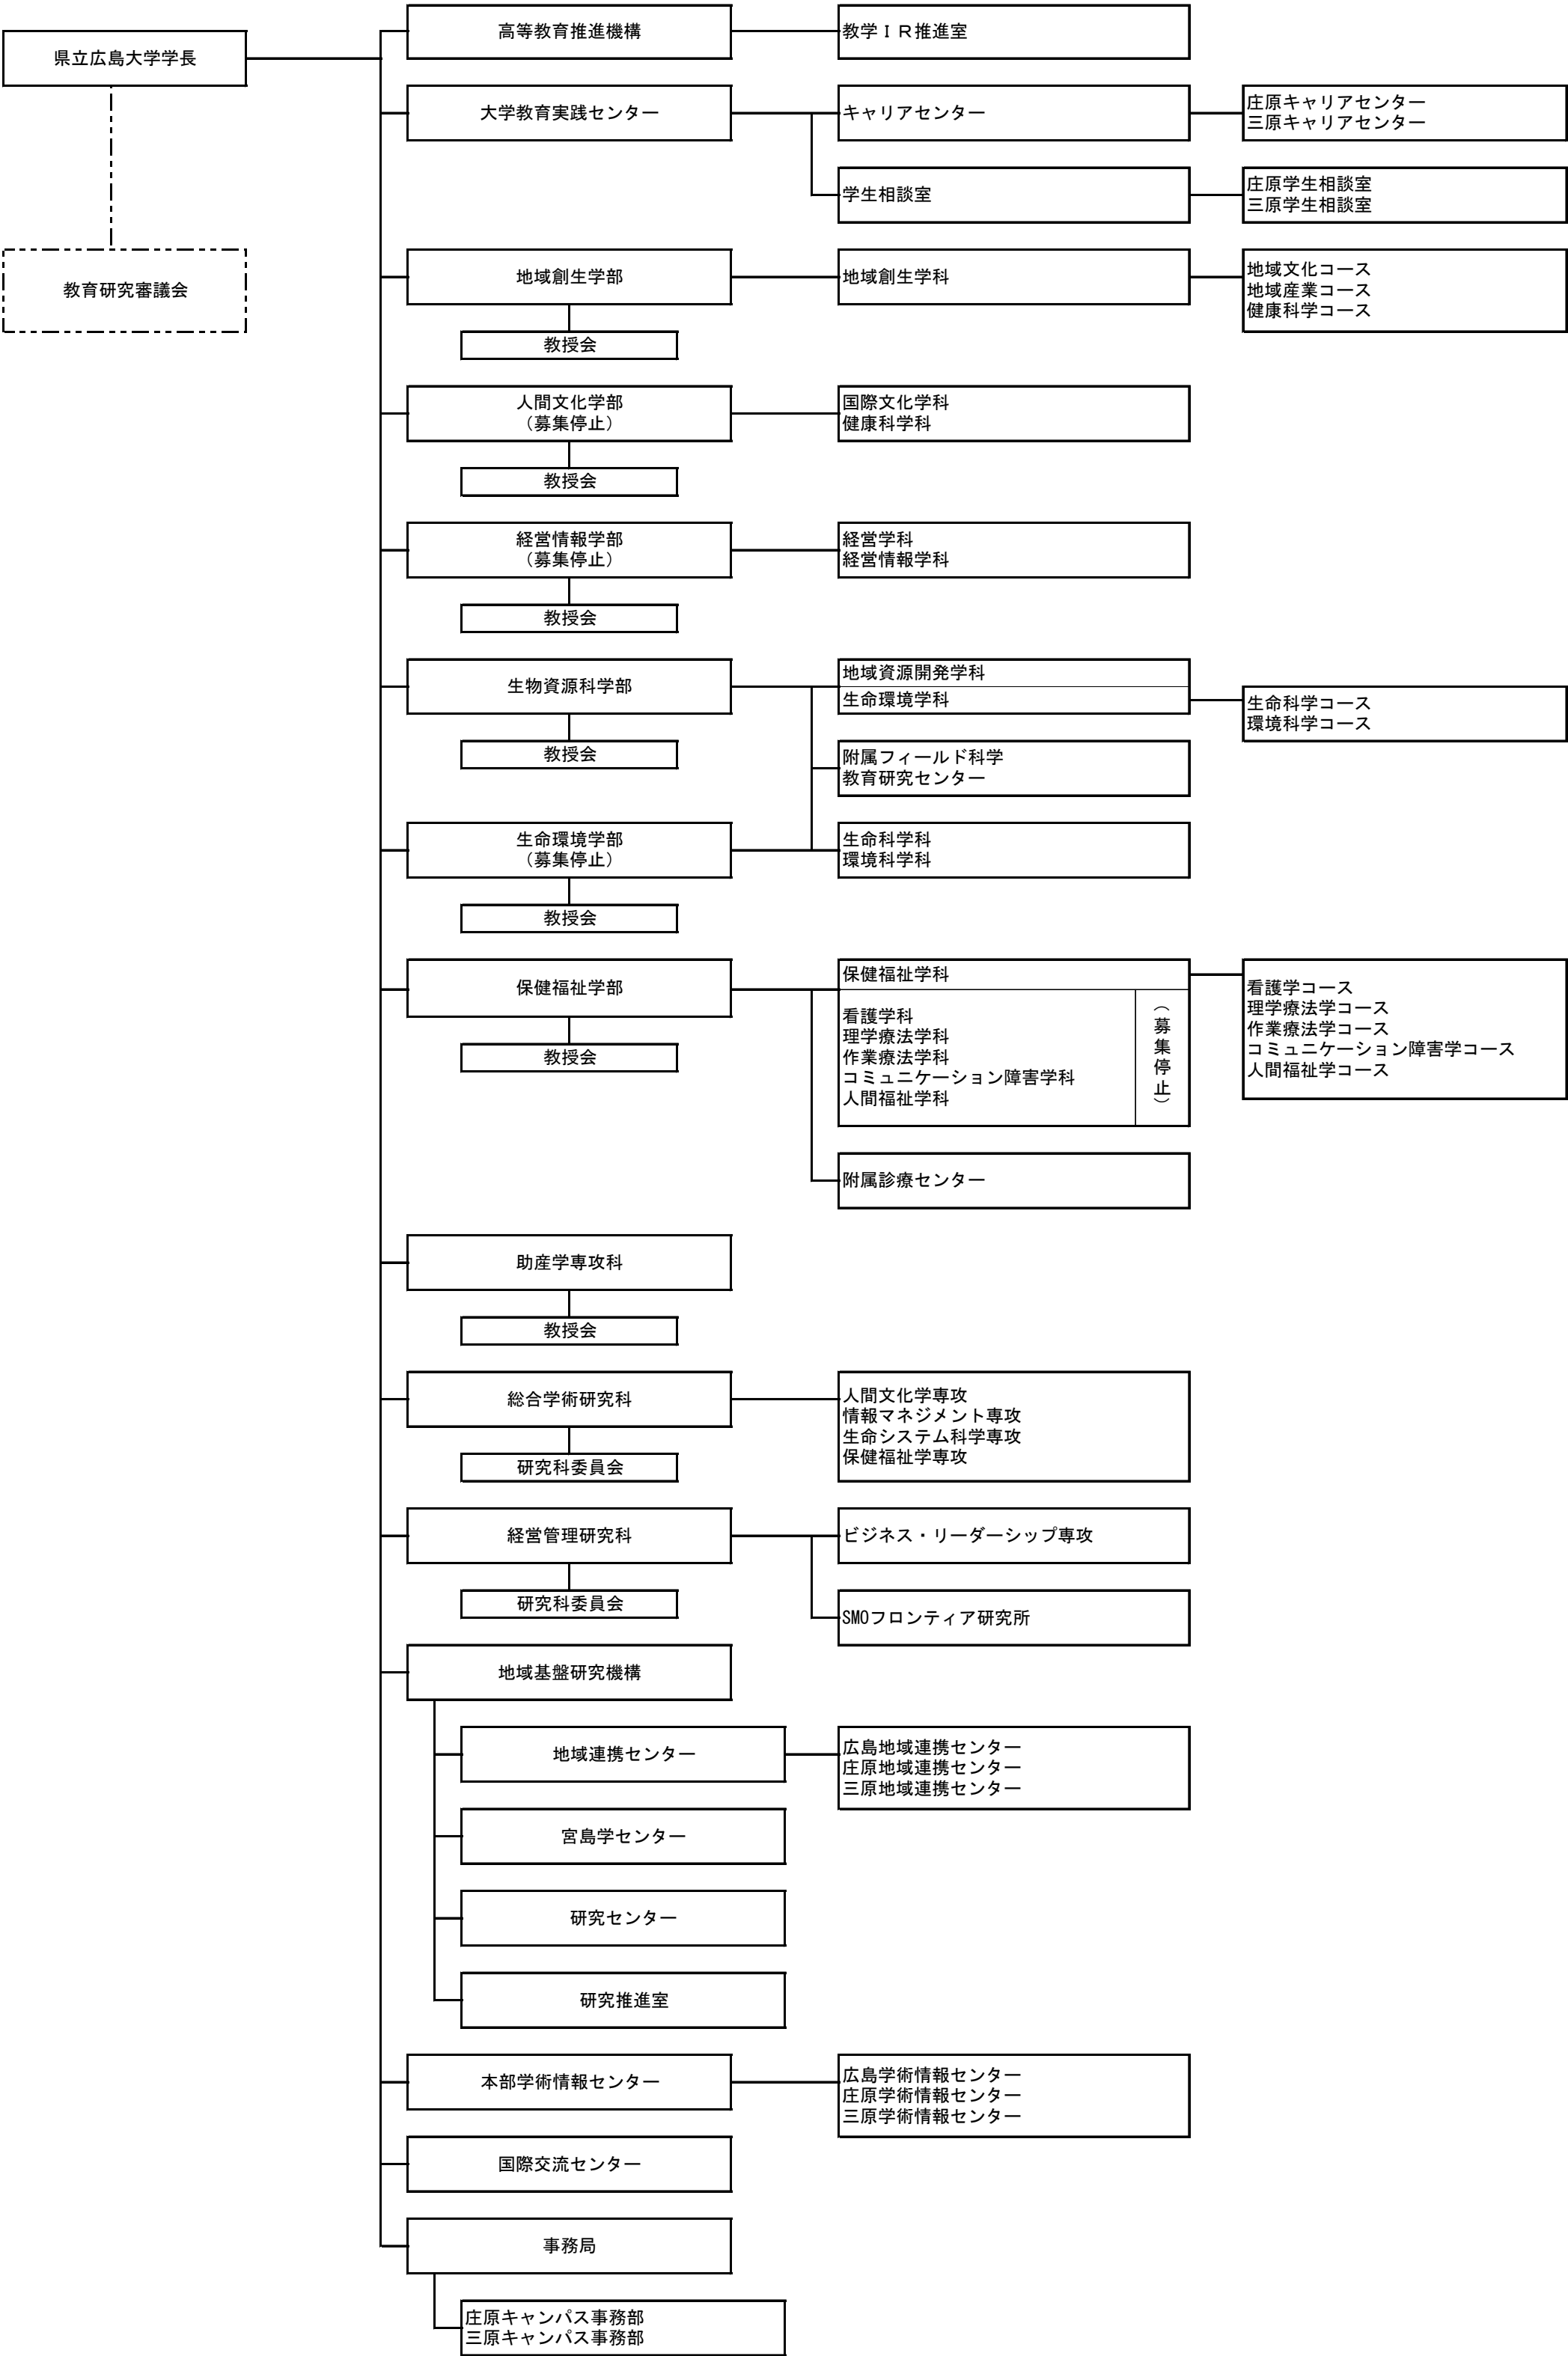 高等教育推進機構
教学ＩＲ推進室
県立広島大学学長
大学教育実践センター
キャリアセンター
庄原キャリアセンター
三原キャリアセンター
学生相談室
庄原学生相談室
三原学生相談室
教育研究審議会
地域創生学部
地域創生学科
地域文化コース
地域産業コース
健康科学コース
教授会
人間文化学部
（募集停止）
国際文化学科
健康科学科
教授会
経営情報学部
（募集停止）
経営学科
経営情報学科
教授会
生物資源科学部
地域資源開発学科
生命環境学科
生命科学コース
環境科学コース
教授会
附属フィールド科学
教育研究センター
生命環境学部
（募集停止）
生命科学科
環境科学科
教授会
保健福祉学部
保健福祉学科
看護学科
理学療法学科
作業療法学科
コミュニケーション障害学科
人間福祉学科
（募集停止）
看護学コース
理学療法学コース
作業療法学コース
コミュニケーション障害学コース
人間福祉学コース
教授会
附属診療センター
助産学専攻科
教授会
総合学術研究科
人間文化学専攻
情報マネジメント専攻
生命システム科学専攻
保健福祉学専攻
研究科委員会
経営管理研究科
ビジネス・リーダーシップ専攻
研究科委員会
SMOフロンティア研究所
地域基盤研究機構
地域連携センター
広島地域連携センター
庄原地域連携センター
三原地域連携センター
宮島学センター
研究センター
研究推進室
本部学術情報センター
広島学術情報センター
庄原学術情報センター
三原学術情報センター
国際交流センター
事務局
庄原キャンパス事務部
三原キャンパス事務部